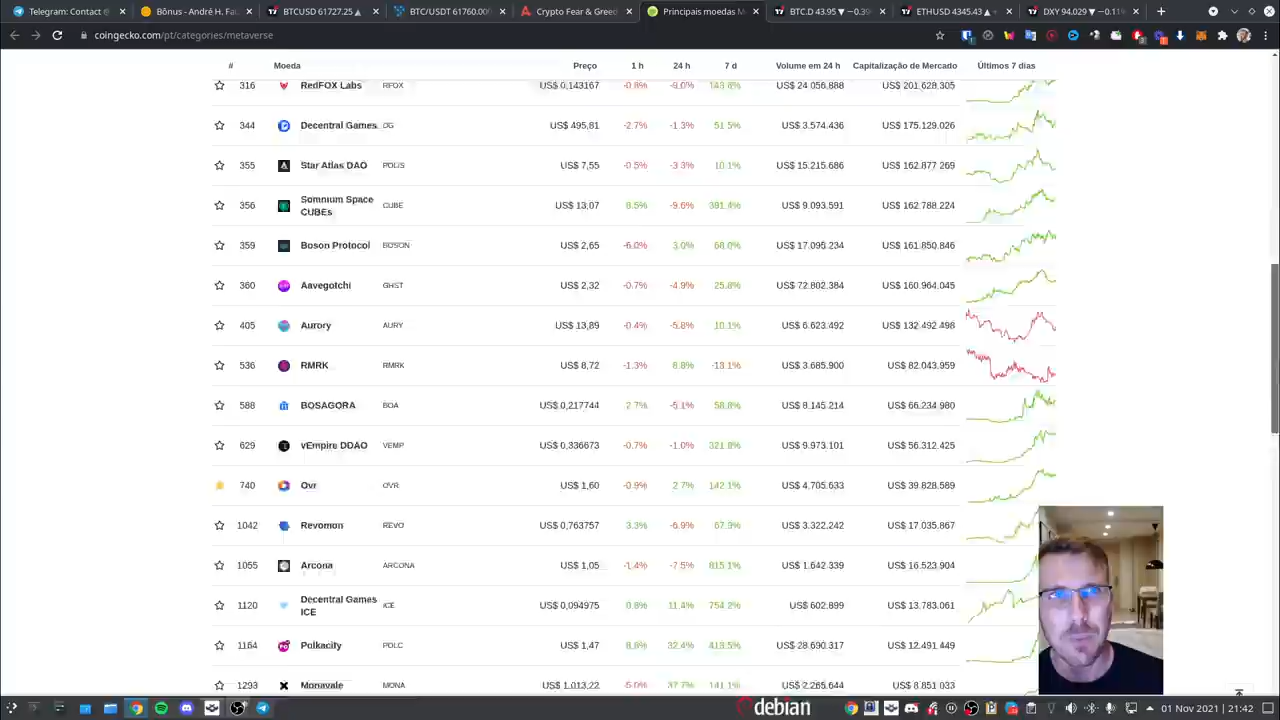 Telegram: Contact @
Bônus - André H. Fa
BTCUSD 61727.25
BTC/USDT 61760.00
Crypto Fear & Greed
Principais moedas M
BTC.D 43.95 ▼ −0.3
ETHUSD 4345.43 ▲
DXY 94.029 ▼ −0.11
coingecko.com/pt/categories/metaverse
# Moeda Preço 1 h 24 h 7 d Volume em 24 h Capitalização de Mercado Últimos 7 dias
316 RedFOX Labs RFOX US$ 0,143167 US$ 24 056.888 US$ 201 628.305
344 Decentral Games DG US$ 495,81 -2.7% -1.3% 51.5% US$ 3.574.436 US$ 175.129.026
355 Star Atlas DAO POLIS US$ 7,55 -0.5% -3.3% 10.1% US$ 15.215.686 US$ 162.877 269
356 Somnium Space CUBE US$ 13,07 -9.6% US$ 9.093.591 US$ 162.788.224
CUBEs
359 Boson Protocol BOSON US$ 2,65 -6.0% 3.0% 68.0% US$ 17.095.234 US$ 161.850.846
360 Aavegotchi GHST US$ 2,32 -0.7% -4.9% 25.8% US$ 72.802.384 US$ 160.964.045
405 Aurory AURY US$ 13,89 -0.4% -5.8% 10.1% US$ 6.623.492 US$ 132.492.498
536 RMRK RMRK US$ 8,72 -1.3% 8.8% -13.1% US$ 3.685.900 US$ 82.043.959
588 BOSAGORA BOA US$ 0,217744 2.7% -5.1% 58.8% US$ 8.145.214 US$ 66.234.980
629 vEmpire DDAO VEMP US$ 0,336673 -0.7% -1.0% US$ 9.973.101 US$ 56.312.425
740 Ovr OVR US$ 1,60 -0.9% 2.7% 142.1% US$ 4.705.633 US$ 39.828.589
1042 Revomon REVO US$ 0,763757 3.3% -6.9% 67.3% US$ 3.322.242 US$ 17.035.867
1055 Arcona ARCONA US$ 1,05 -1.4% -7.5% 815.1% US$ 1.642.339 US$ 16.523.904
1120 Decentral Games ICE US$ 0,094975 0.8% 11.4% 754.2% US$ 602.899 US$ 13.783.061
ICE
1164 Polkacity POLC US$ 1,47 32.4% 413.5% US$ 28.690.317 US$ 12.491.449
1293 Monavale MONA US$ 1.013,22 37.7% 141.1% US$ 2.265.644 US$ 8 851 033
debian
01 Nov 2021 | 21:42